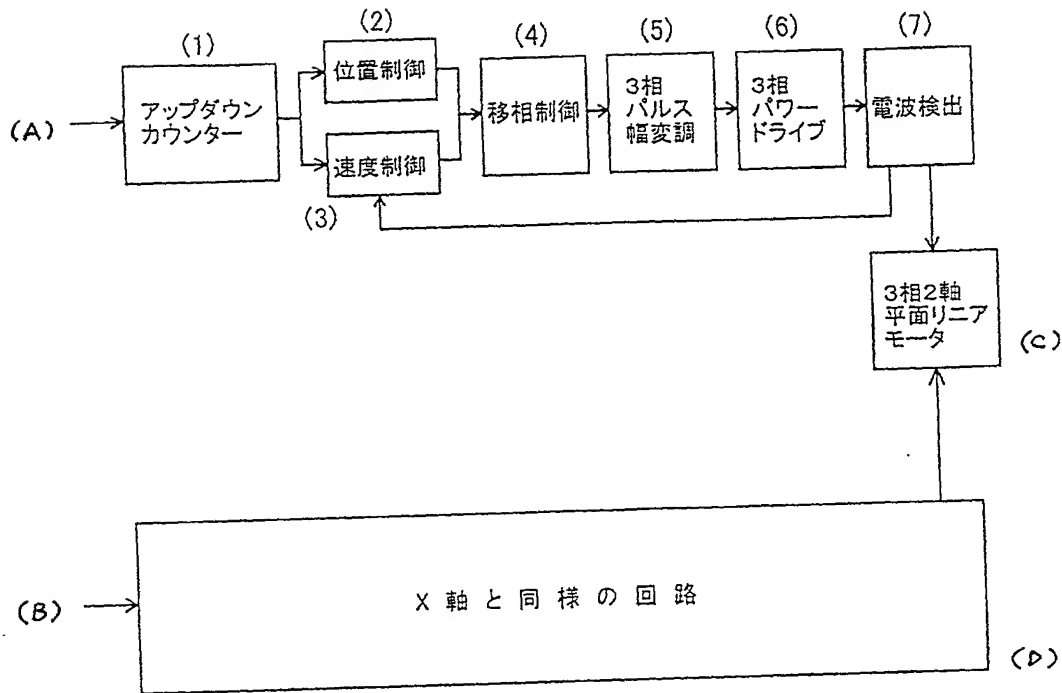 (1)
(2)
(3)
(4)
(5)
(6)
(7)
(A)
アップダウン
カウンター
位置制御
速度制御
移相制御
3相
パルス
幅変調
3相
パワー
ドライブ
電波検出
3相2軸
平面リニア
モータ
(C)
(B)
X軸と同様の回路
(D)